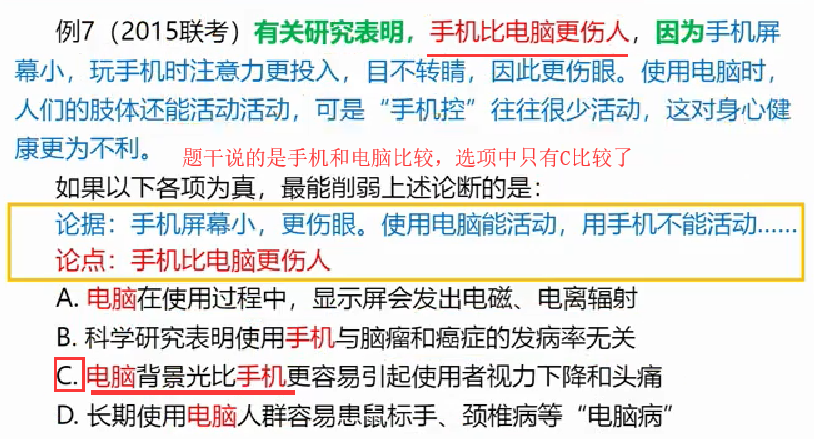 例7（2015联考）有关研究表明，手机比电脑更伤人，因为手机屏
幕小，玩手机时注意力更投入，目不转睛，因此更伤眼。使用电脑时，
人们的肢体还能活动活动，可是“手机控”往往很少活动，这对身心健
康更为不利。
题干说的是手机和电脑比较，选项中只有C比较了
如果以下各项为真，最能削弱上述论断的是：
论据：手机屏幕小，更伤眼。使用电脑能活动，用手机不能活动……
论点：手机比电脑更伤人
A. 电脑在使用过程中，显示屏会发出电磁、电离辐射
B. 科学研究表明使用手机与脑瘤和癌症的发病率无关
C. 电脑背景光比手机更容易引起使用者视力下降和头痛
D. 长期使用电脑人群容易患鼠标手、颈椎病等“电脑病”